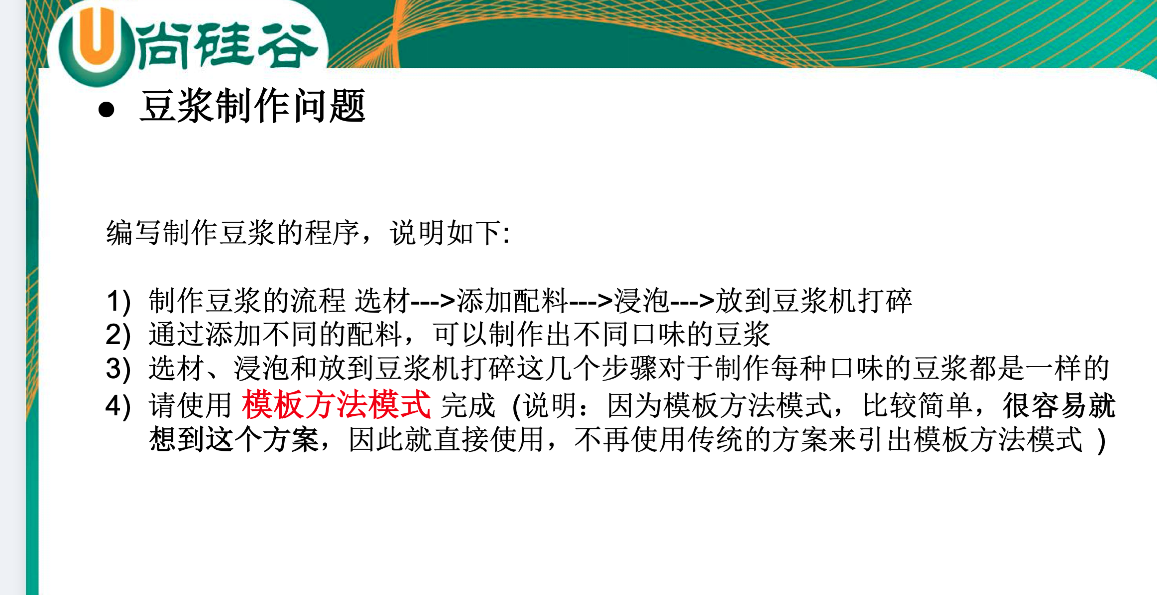 尚硅谷
● 豆浆制作问题
编写制作豆浆的程序，说明如下:
1) 制作豆浆的流程 选材--->添加配料--->浸泡--->放到豆浆机打碎
2) 通过添加不同的配料，可以制作出不同口味的豆浆
3) 选材、浸泡和放到豆浆机打碎这几个步骤对于制作每种口味的豆浆都是一样的
4) 请使用 模板方法模式 完成 (说明：因为模板方法模式，比较简单，很容易就
想到这个方案，因此就直接使用，不再使用传统的方案来引出模板方法模式 )